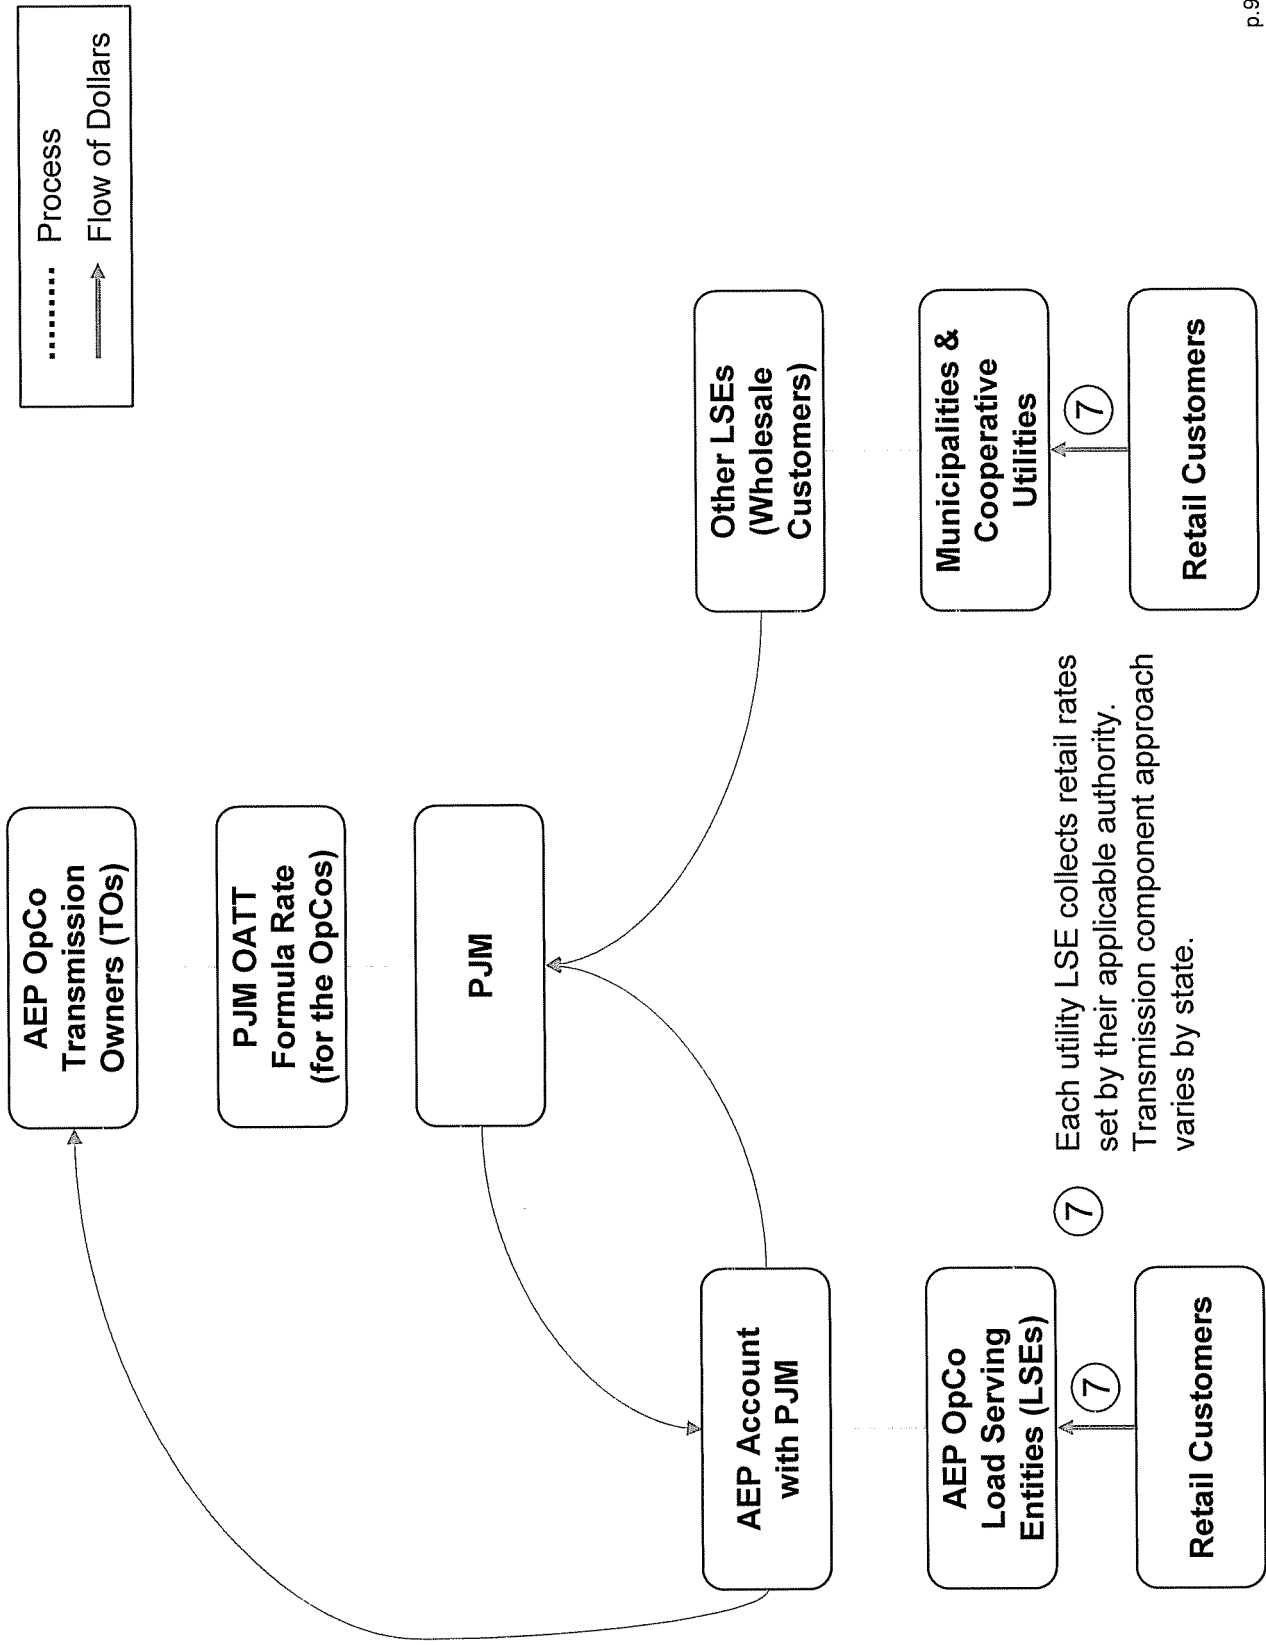 Process
Flow of Dollars
AEP OpCo
Transmission
Owners (TOs)
PJM OATT
Formula Rate
(for the OpCos)
PJM
AEP Account
with PJM
Other LSEs
(Wholesale
Customers)
AEP OpCo
Load Serving
Entities (LSEs)
Municipalities &
Cooperative
Utilities
7
7
Retail Customers
7
Each utility LSE collects retail rates
set by their applicable authority.
Transmission component approach
varies by state.
Retail Customers
p.9